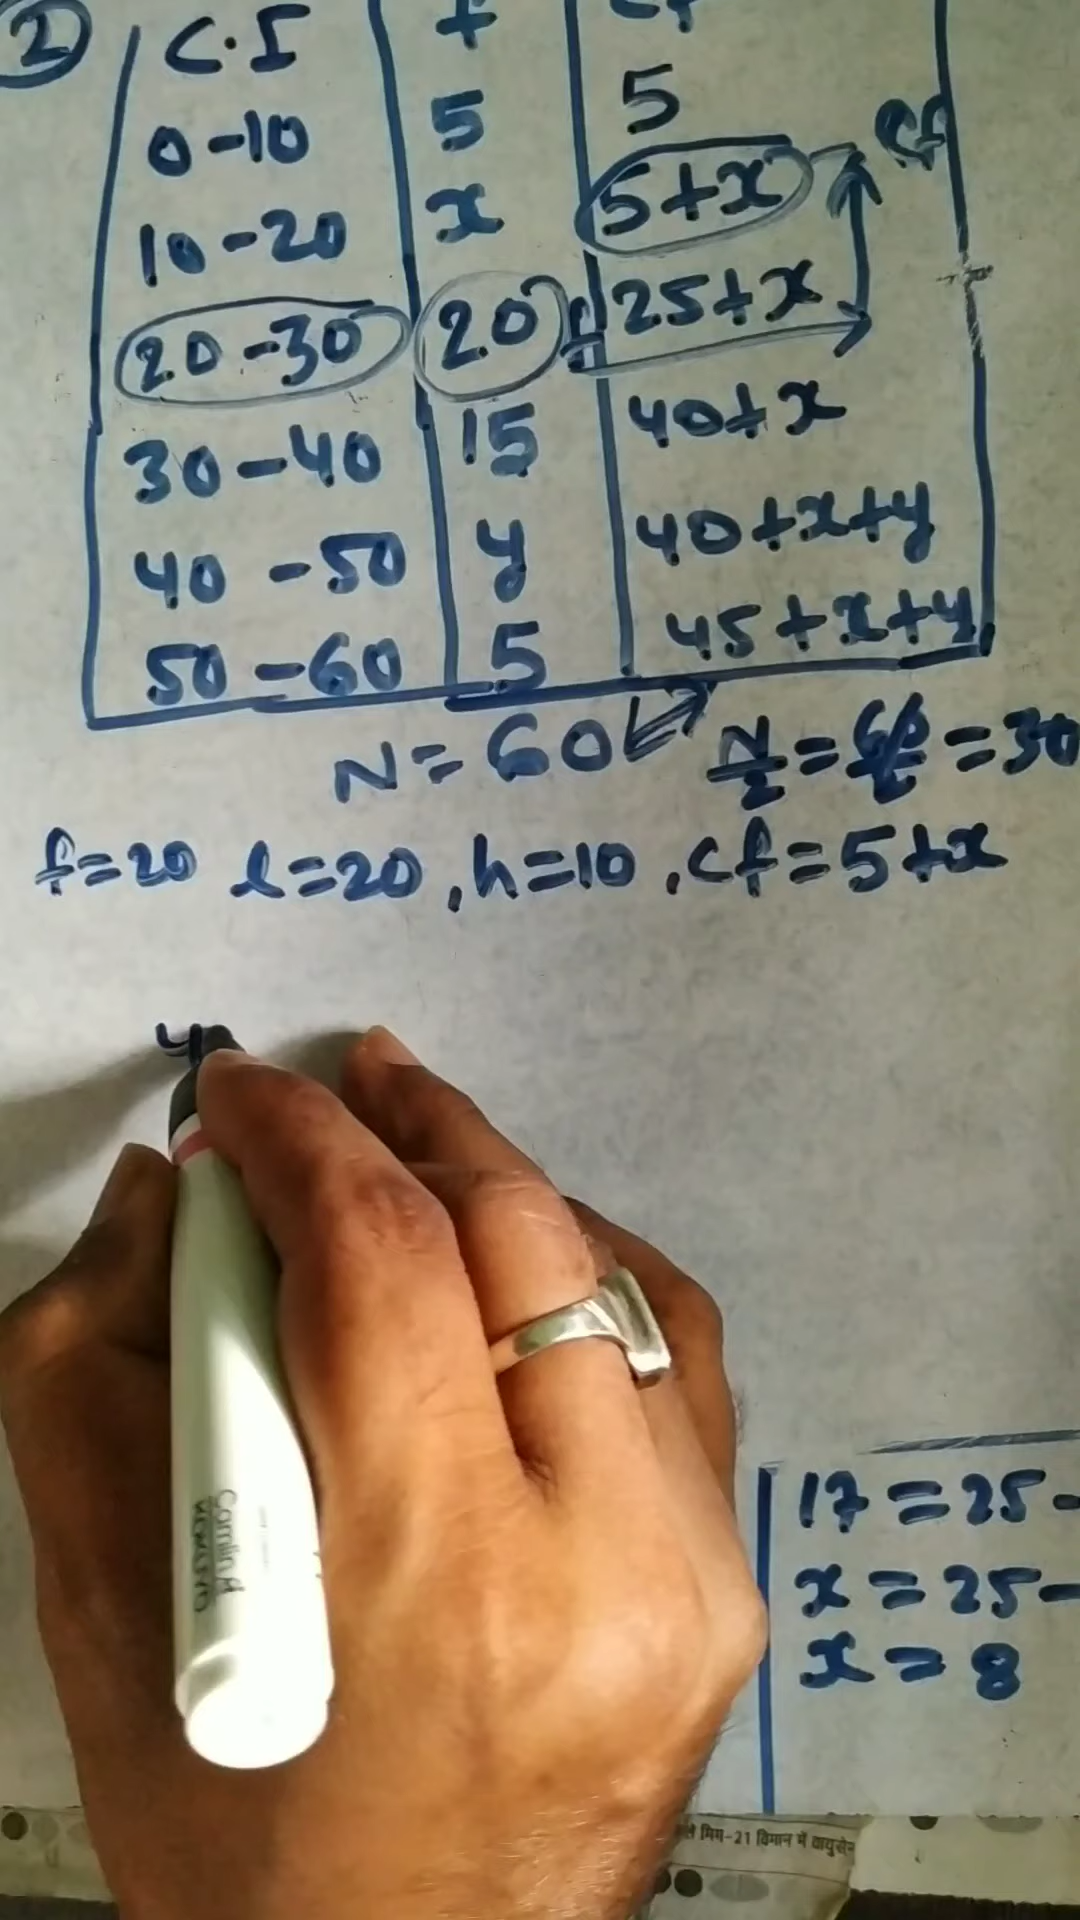 2 C.I f cf
0-10 5 5 cf
10-20 x 5+x
20-30 20 f 25+x
30-40 15 40+x
40-50 y 40+x+y
50-60 5 45+x+y
N=60 N/2=60/2=30
f=20 l=20, h=10, cf=5+x
17=25-
x=25-
x=8
Camlin
मिग-21 विमान में